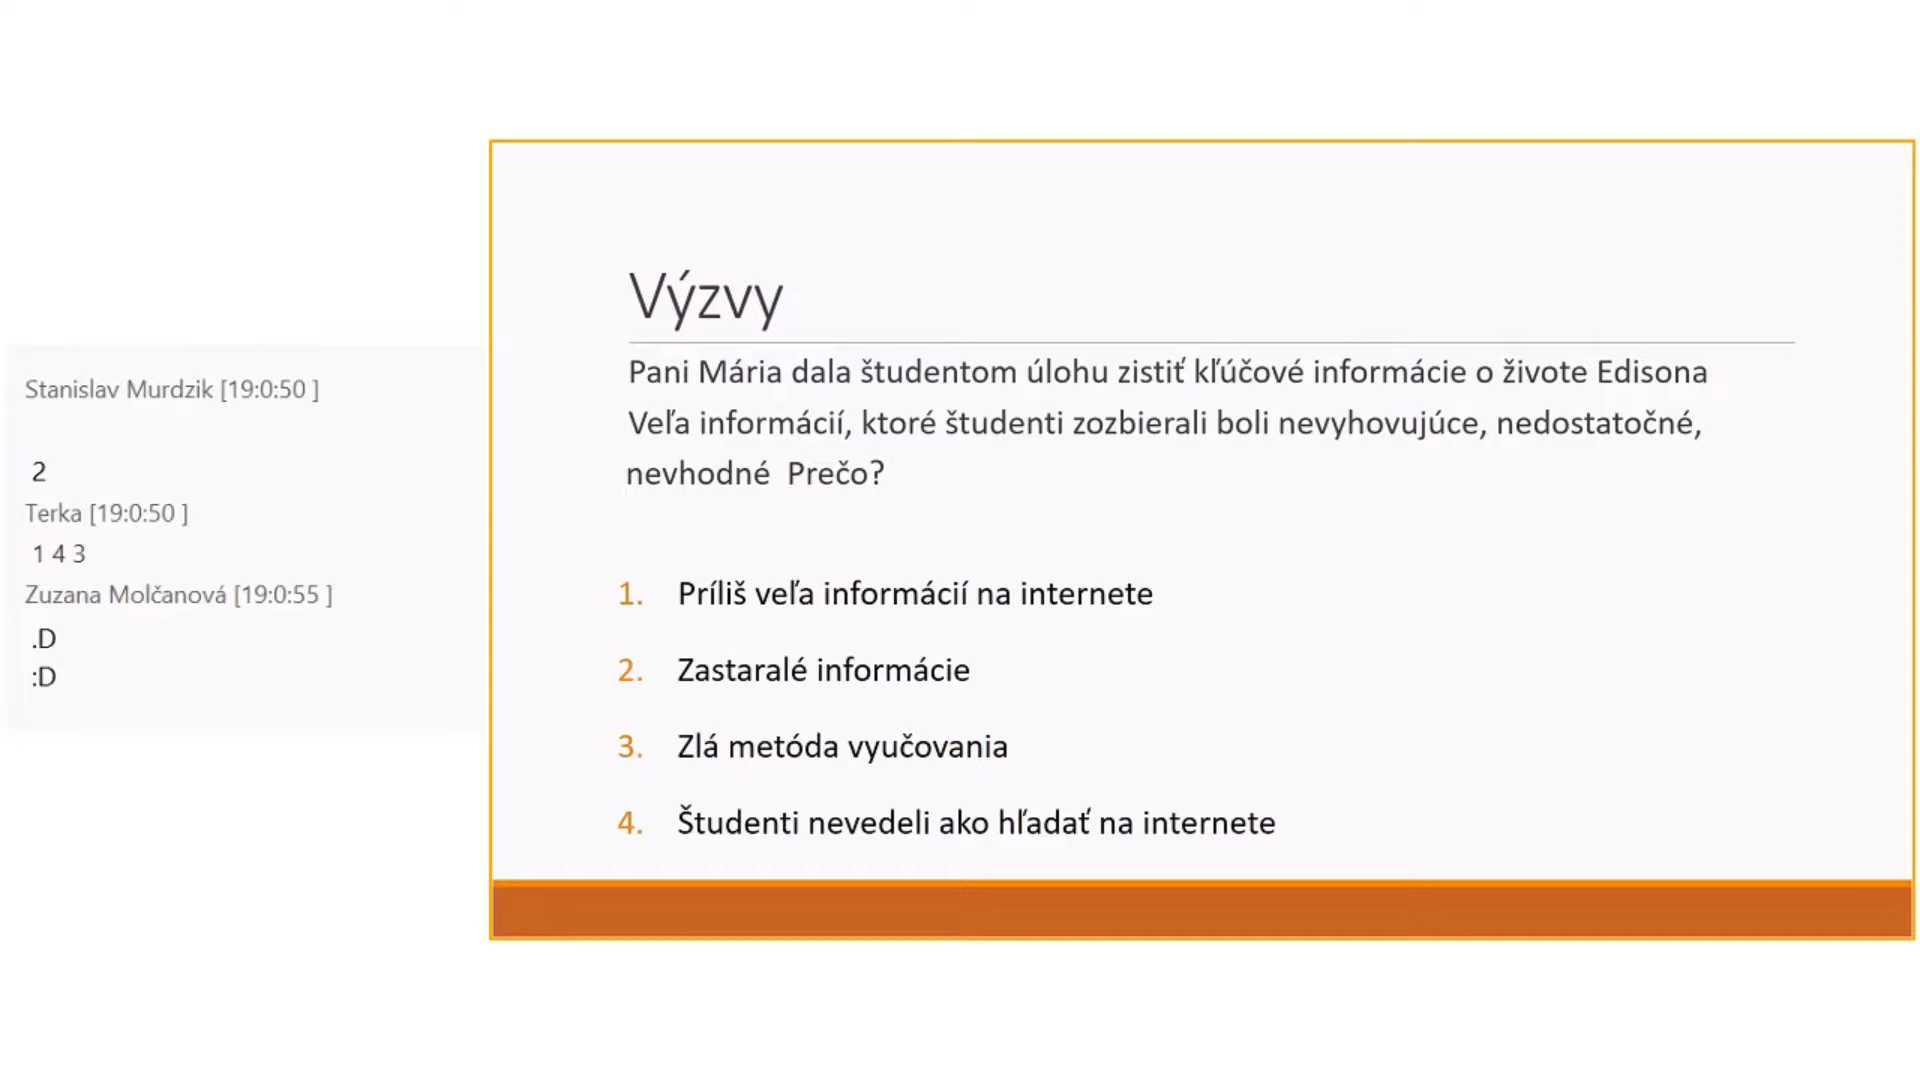 Stanislav Murdzik [19:0:50 ]
2
Terka [19:0:50 ]
1 4 3
Zuzana Molčanová [19:0:55 ]
.D
:D
Výzvy
Pani Mária dala študentom úlohu zistiť kľúčové informácie o živote Edisona
Veľa informácií, ktoré študenti zozbierali boli nevyhovujúce, nedostatočné,
nevhodné  Prečo?
1. Príliš veľa informácií na internete
2. Zastaralé informácie
3. Zlá metóda vyučovania
4. Študenti nevedeli ako hľadať na internete